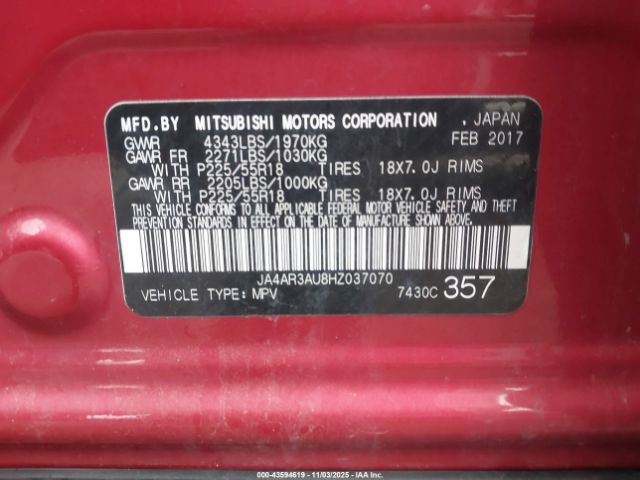 MFD.BY MITSUBISHI MOTORS CORPORATION . JAPAN
GVWR 4343LBS/1970KG FEB 2017
GAWR FR 2271LBS/1030KG
WITH P225/55R18 TIRES 18X7.0J RIMS
GAWR RR 2205LBS/1000KG
WITH P225/55R18 TIRES 18X7.0J RIMS
THIS VEHICLE CONFORMS TO ALL APPLICABLE FEDERAL MOTOR VEHICLE SAFETY AND THEFT
PREVENTION STANDARDS IN EFFECT ON THE DATE OF MANUFACTURE SHOWN ABOVE.
JA4AR3AU8HZ037070
VEHICLE TYPE: MPV 7430C 357
000-43594619 - 11/03/2025 - IAAI.CA